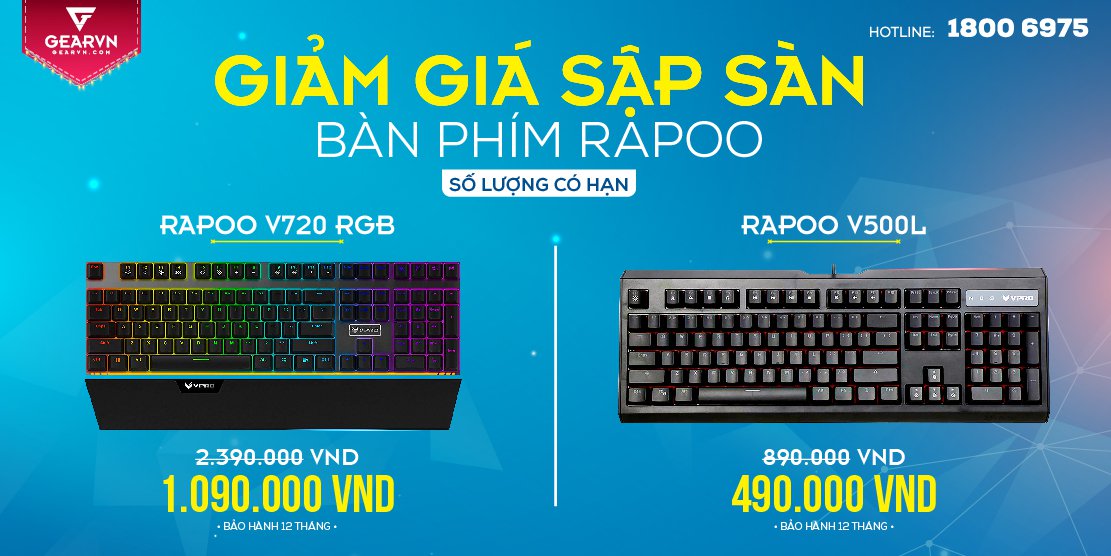 GEARVN
GEARVN.COM
HOTLINE: 1800 6975
GIẢM GIÁ SẬP SÀN
BÀN PHÍM RAPOO
SỐ LƯỢNG CÓ HẠN
RAPOO V720 RGB
VPRO
2.390.000 VND
1.090.000 VND
• BẢO HÀNH 12 THÁNG •
RAPOO V500L
VPRO
890.000 VND
490.000 VND
• BẢO HÀNH 12 THÁNG •